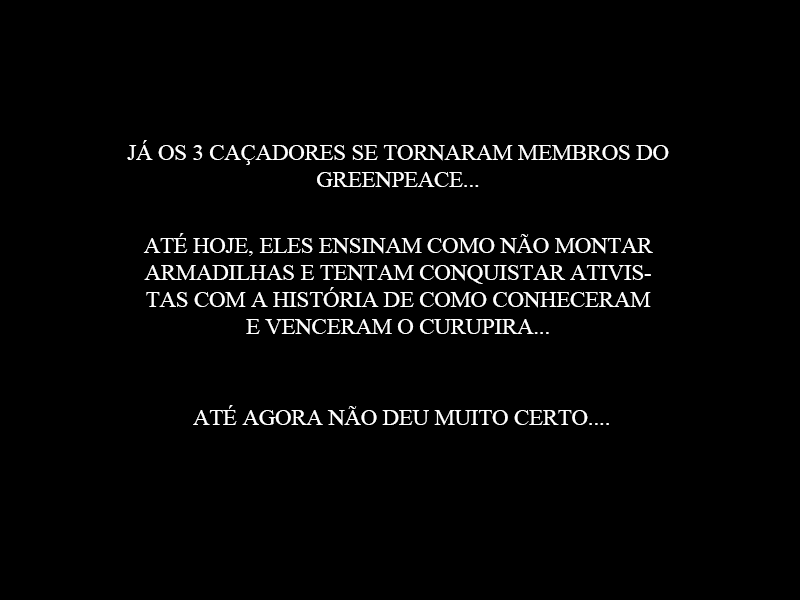 JÁ OS 3 CAÇADORES SE TORNARAM MEMBROS DO
GREENPEACE...
ATÉ HOJE, ELES ENSINAM COMO NÃO MONTAR
ARMADILHAS E TENTAM CONQUISTAR ATIVIS-
TAS COM A HISTÓRIA DE COMO CONHECERAM
E VENCERAM O CURUPIRA...
ATÉ AGORA NÃO DEU MUITO CERTO....